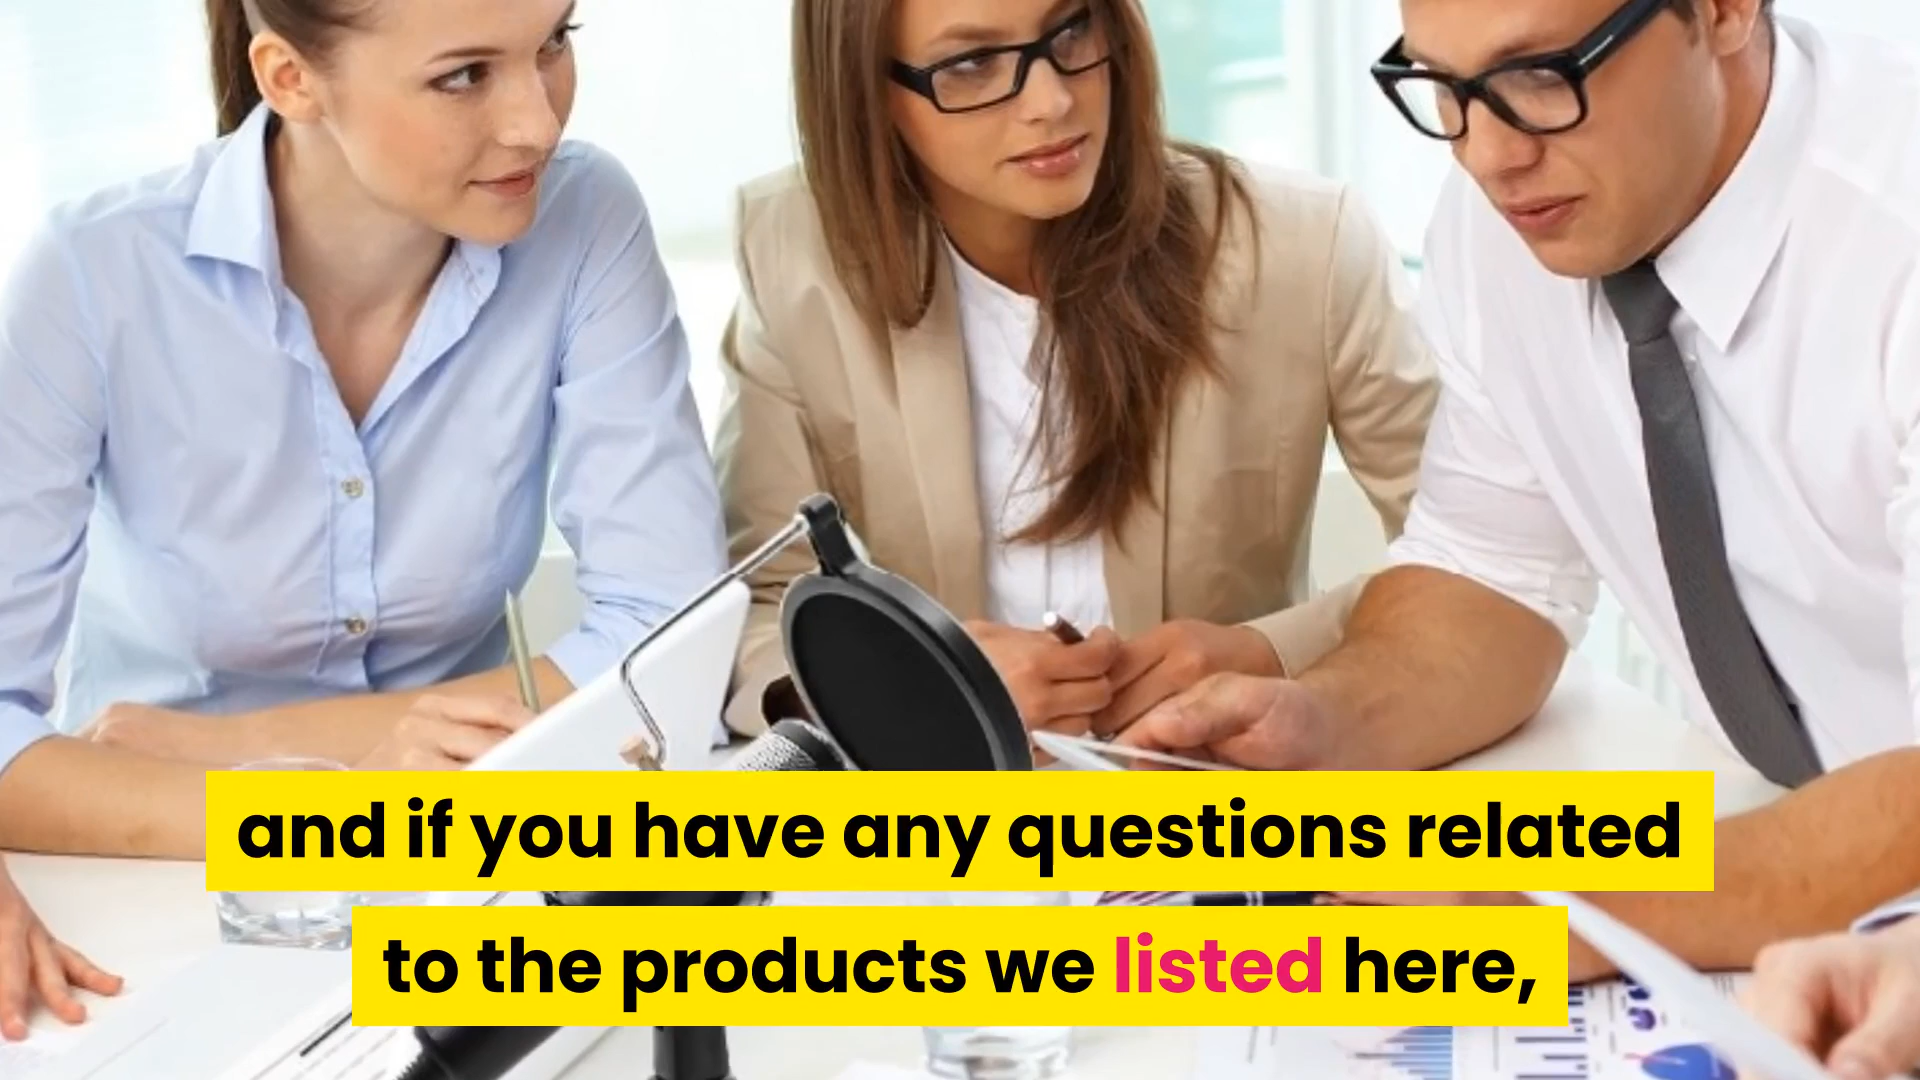 and if you have any questions related
to the products we listed here,